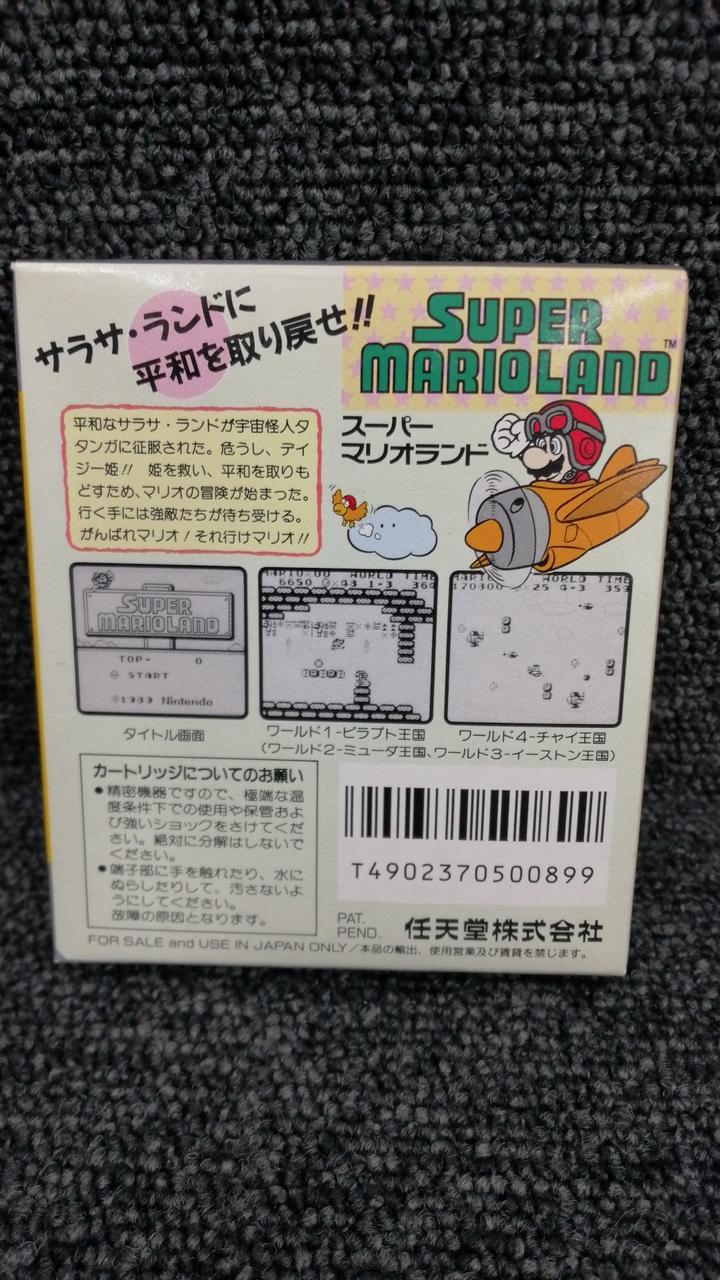 サラサ・ランドに
平和を取り戻せ!!
SUPER
MARIOLAND™
スーパー
マリオランド
平和なサラサ・ランドが宇宙怪人タ
タンガに征服された。危うし、デイ
ジー姫!! 姫を救い、平和を取りも
どすため、マリオの冒険が始まった。
行く手には強敵たちが待ち受ける。
がんばれマリオ!それ行けマリオ!!
SUPER
MARIOLAND
TOP- 0
START
©1989 Nintendo
WORLD TIME
6650 43 1-3
WORLD TIME
170300 25 4-3 359
タイトル画面
ワールド1-ピラプト王国
ワールド4-チャイ王国
(ワールド2-ミューダ王国、ワールド3-イーストン王国)
カートリッジについてのお願い
●精密機器ですので、極端な温
度条件下での使用や保管およ
び強いショックをさけてくだ
さい。絶対に分解はしないで
ください。
●端子部に手を触れたり、水に
ぬらしたりして、汚さないよ
うにしてください。
故障の原因となります。
T4902370500899
PAT.
PEND.
任天堂株式会社
FOR SALE and USE IN JAPAN ONLY/本品の輸出、使用営業及び賃貸を禁じます。